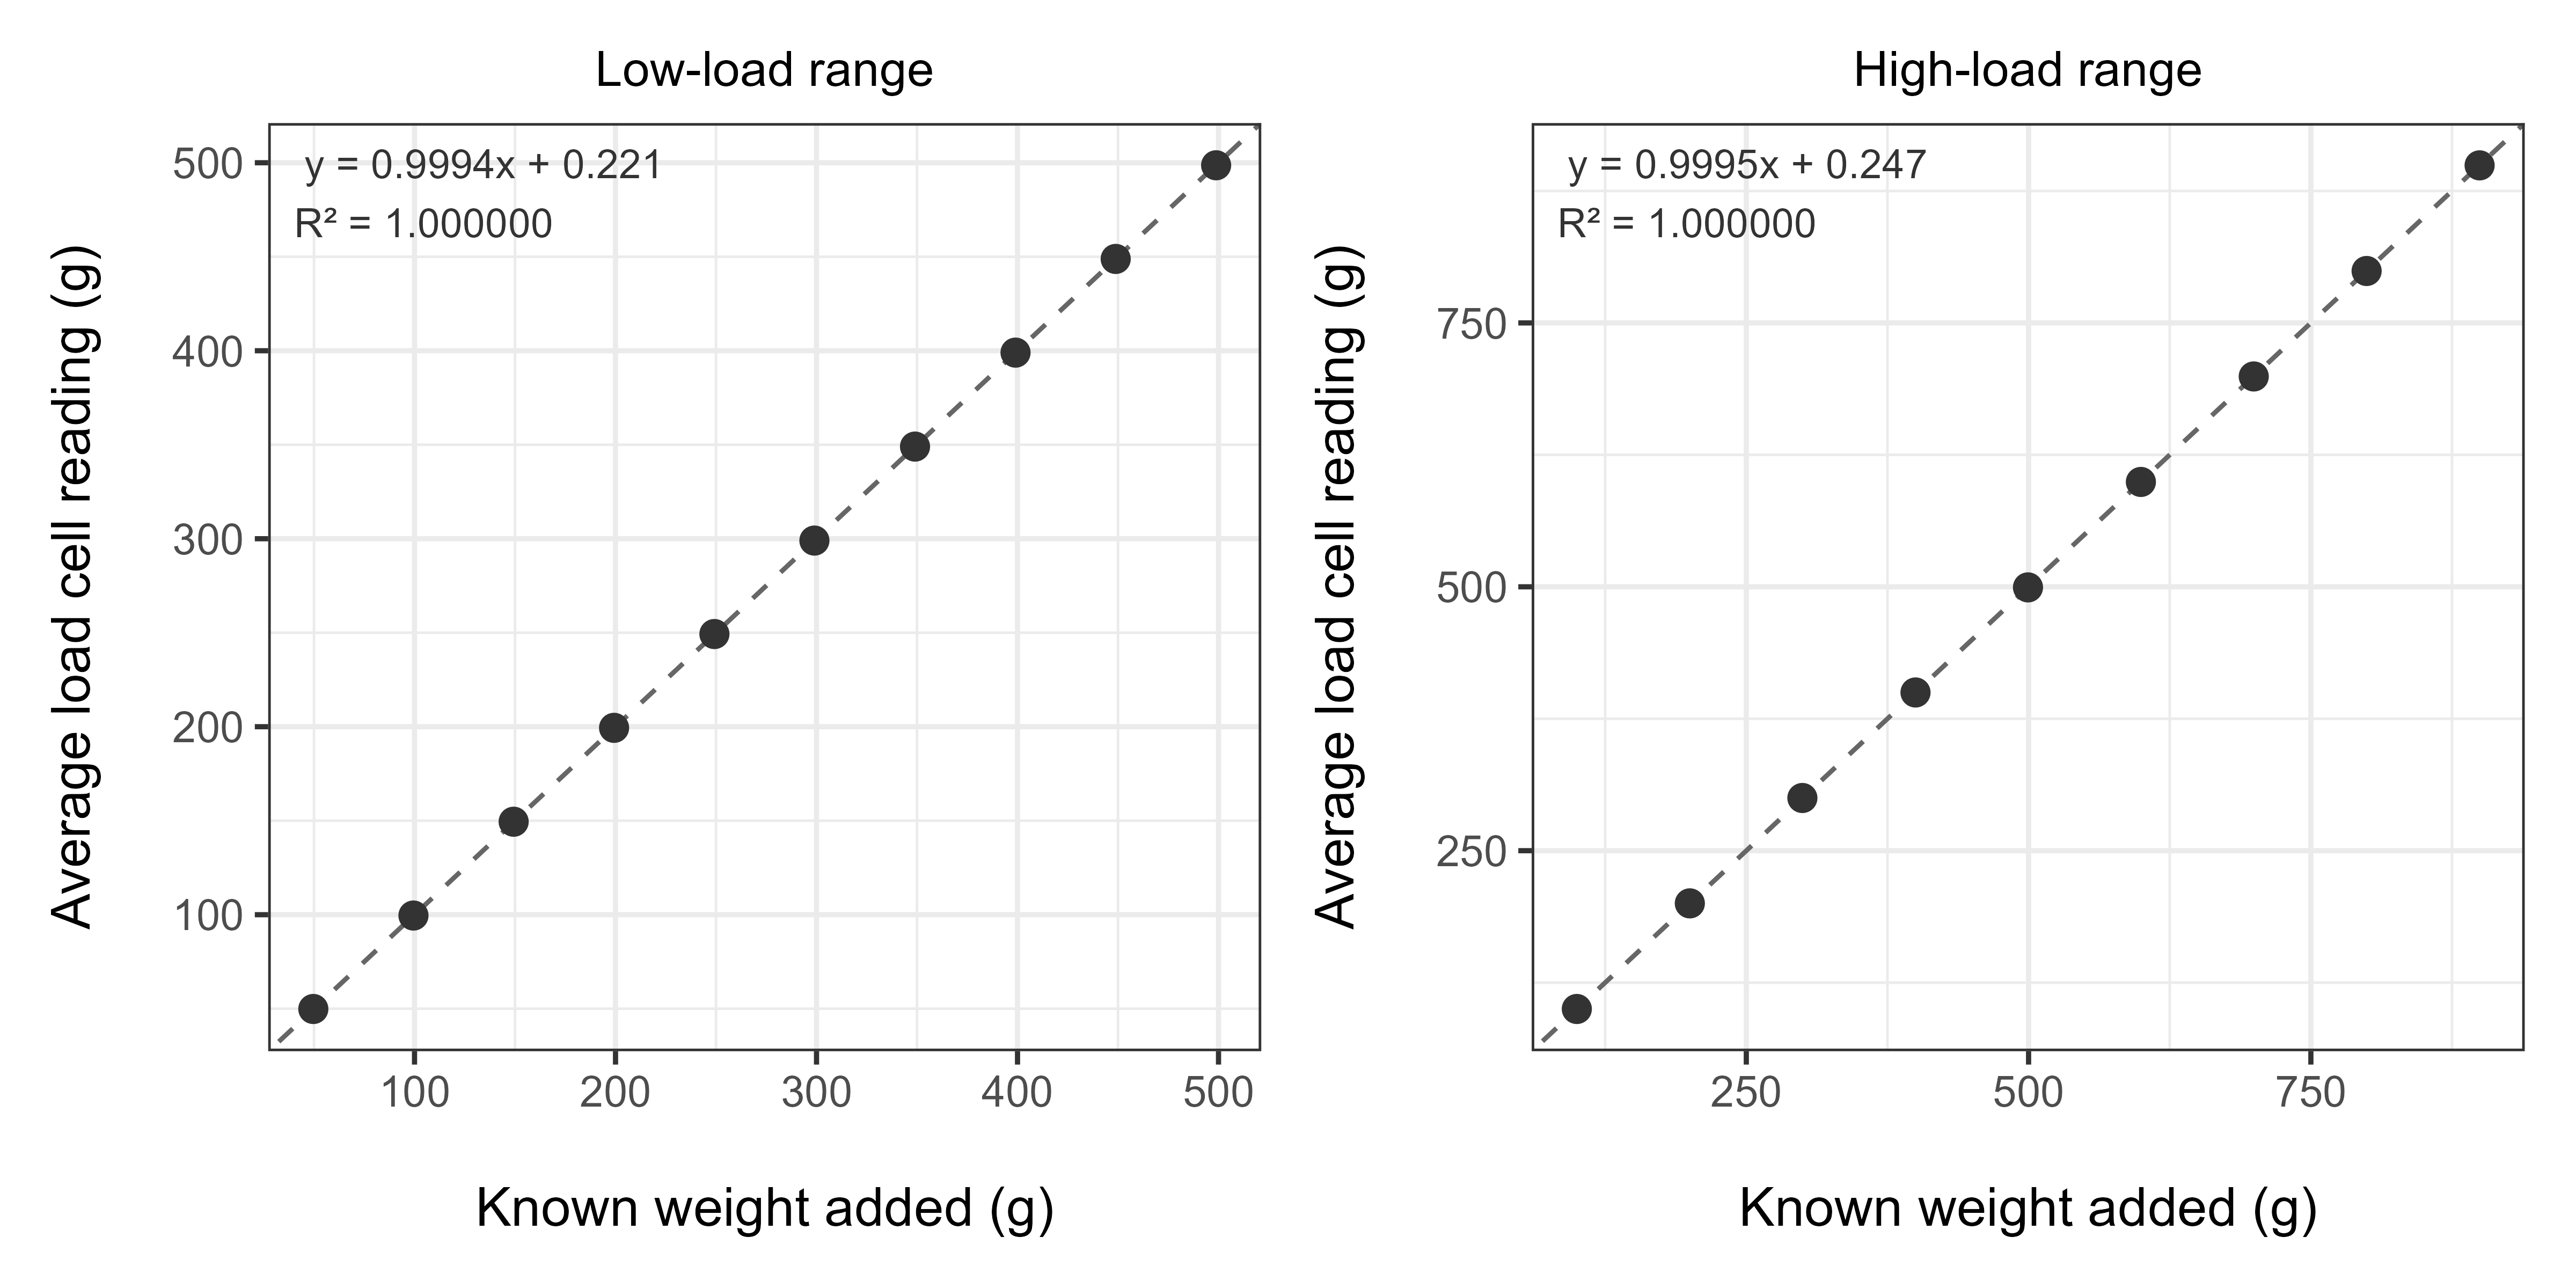 Low-load range
y = 0.9994x + 0.221
R² = 1.000000
Average load cell reading (g)
500
400
300
200
100
100 200 300 400 500
Known weight added (g)
High-load range
y = 0.9995x + 0.247
R² = 1.000000
Average load cell reading (g)
750
500
250
250 500 750
Known weight added (g)